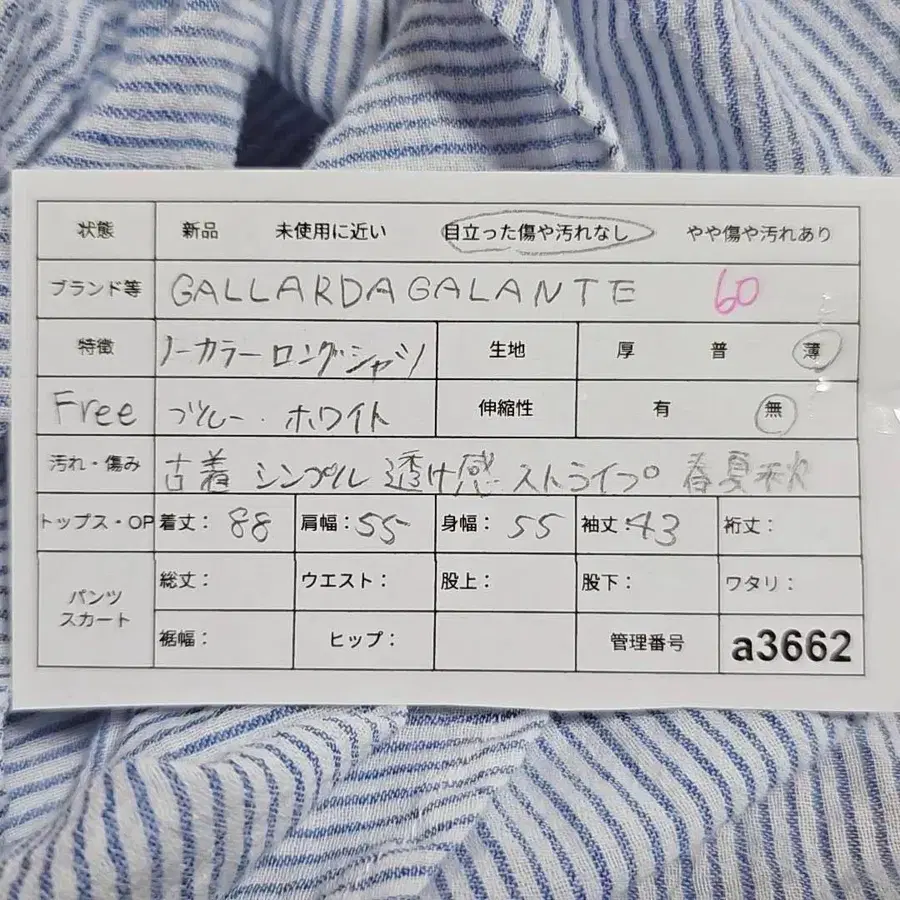 状態 新品 未使用に近い 目立った傷や汚れなし やや傷や汚れあり
ブランド等 GALLARDAGALANTE 60
特徴 ノーカラーロングシャツ 生地 厚 普 薄
Free ブルー・ホワイト 伸縮性 有 無
汚れ・傷み 古着 シンプル 透け感 ストライプ 春夏秋
トップス・OP 着丈：88 肩幅：55 身幅：55 袖丈：43 裄丈：
パンツ スカート 総丈： ウエスト： 股上： 股下： ワタリ：
裾幅： ヒップ： 管理番号 a3662